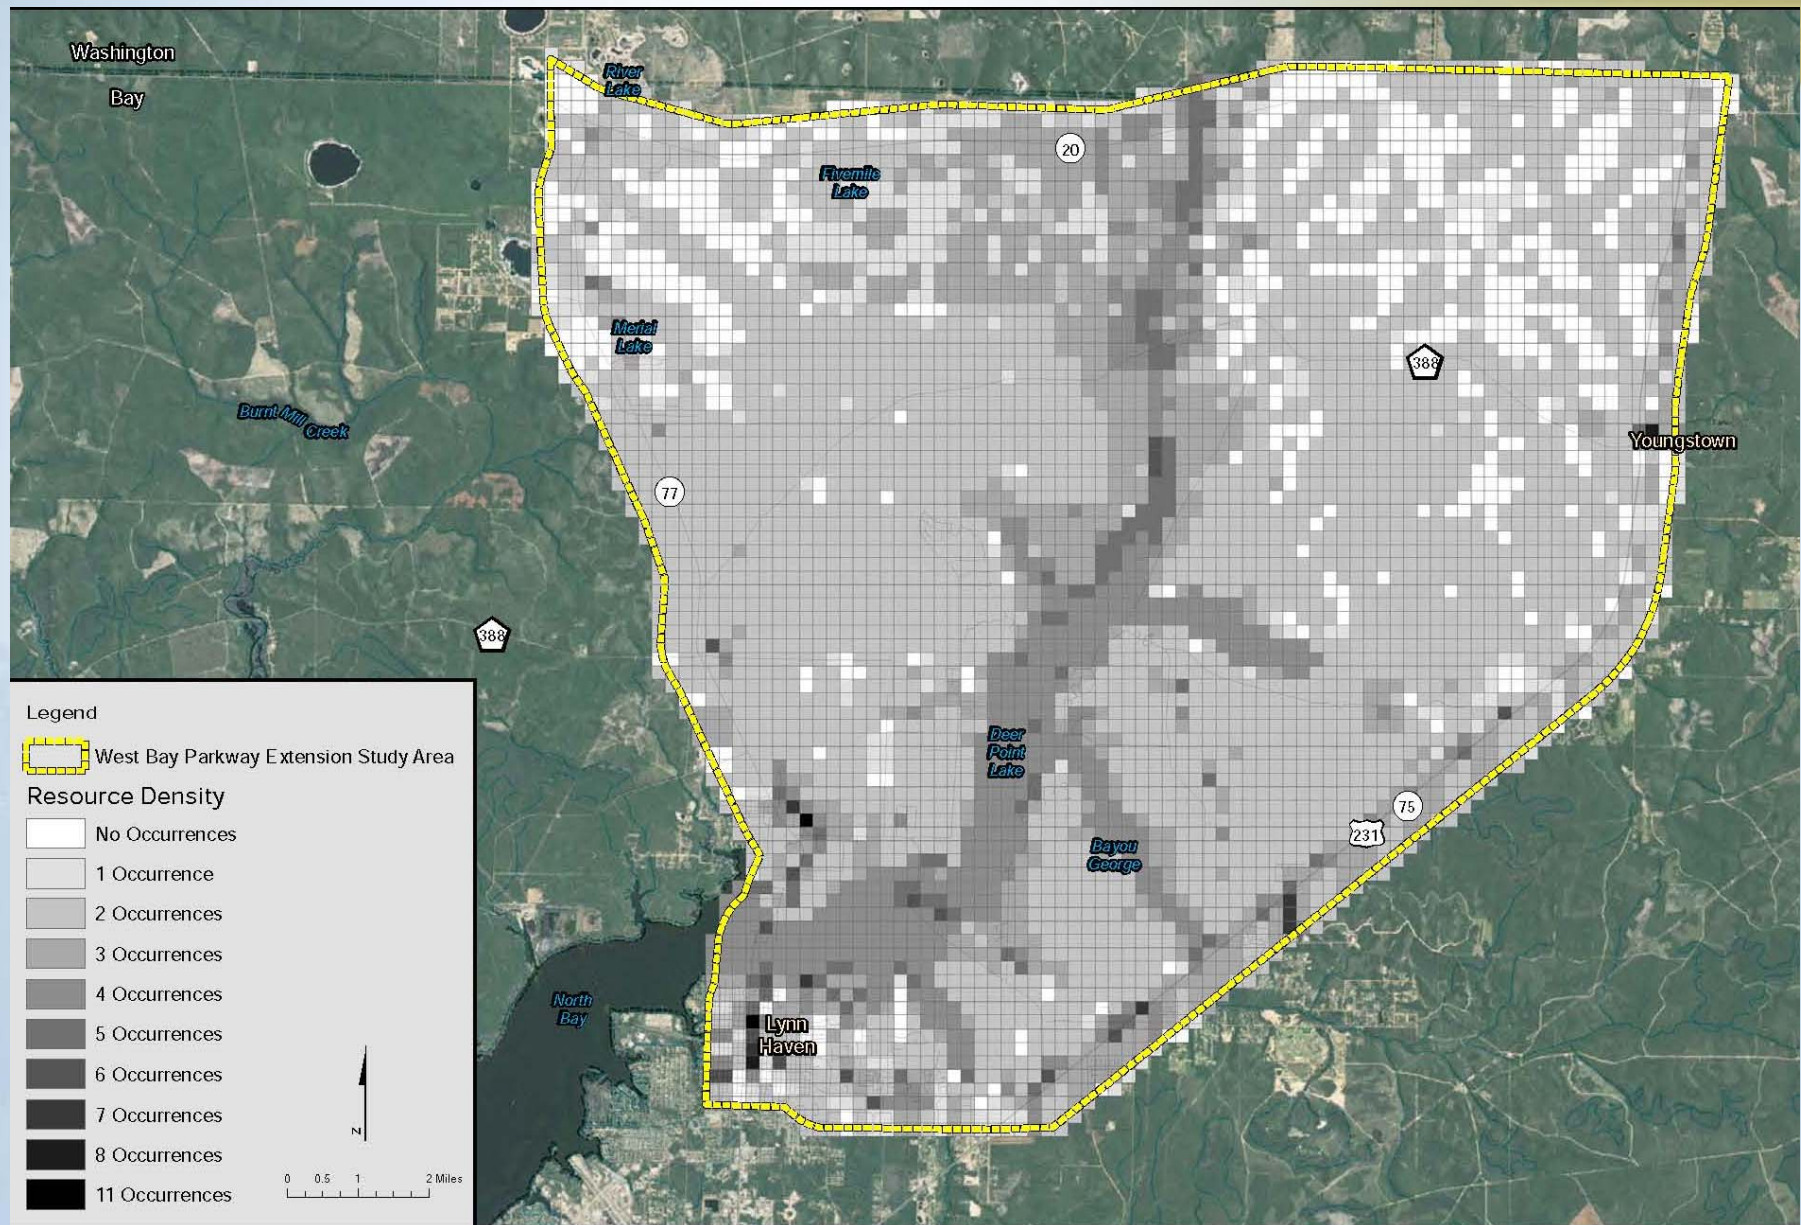 Washington
Bay
River
Lake
20
Fivemile
Lake
Merial
Lake
388
Burnt Mill
Creek
Youngstown
77
388
Deer
Point
Lake
75
231
Bayou
George
North
Bay
Lynn
Haven
Legend
West Bay Parkway Extension Study Area
Resource Density
No Occurrences
1 Occurrence
2 Occurrences
3 Occurrences
4 Occurrences
5 Occurrences
6 Occurrences
7 Occurrences
8 Occurrences
11 Occurrences
N
0 0.5 1 2 Miles